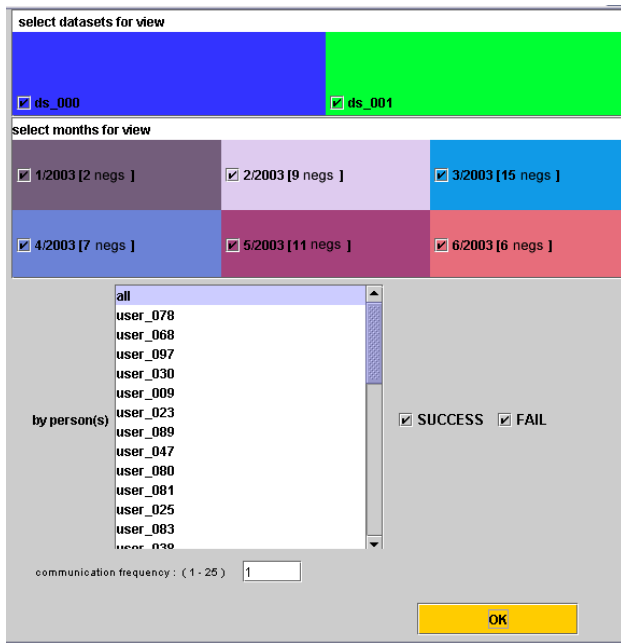 select datasets for view
ds_000 ds_001
select months for view
1/2003 [2 negs ] 2/2003 [9 negs ] 3/2003 [15 negs ]
4/2003 [7 negs ] 5/2003 [11 negs ] 6/2003 [6 negs ]
all
user_078
user_068
user_097
user_030
user_009
by person(s) user_023 SUCCESS FAIL
user_089
user_047
user_080
user_081
user_025
user_083
user_038
communication frequency : ( 1 - 25 ) 1
OK